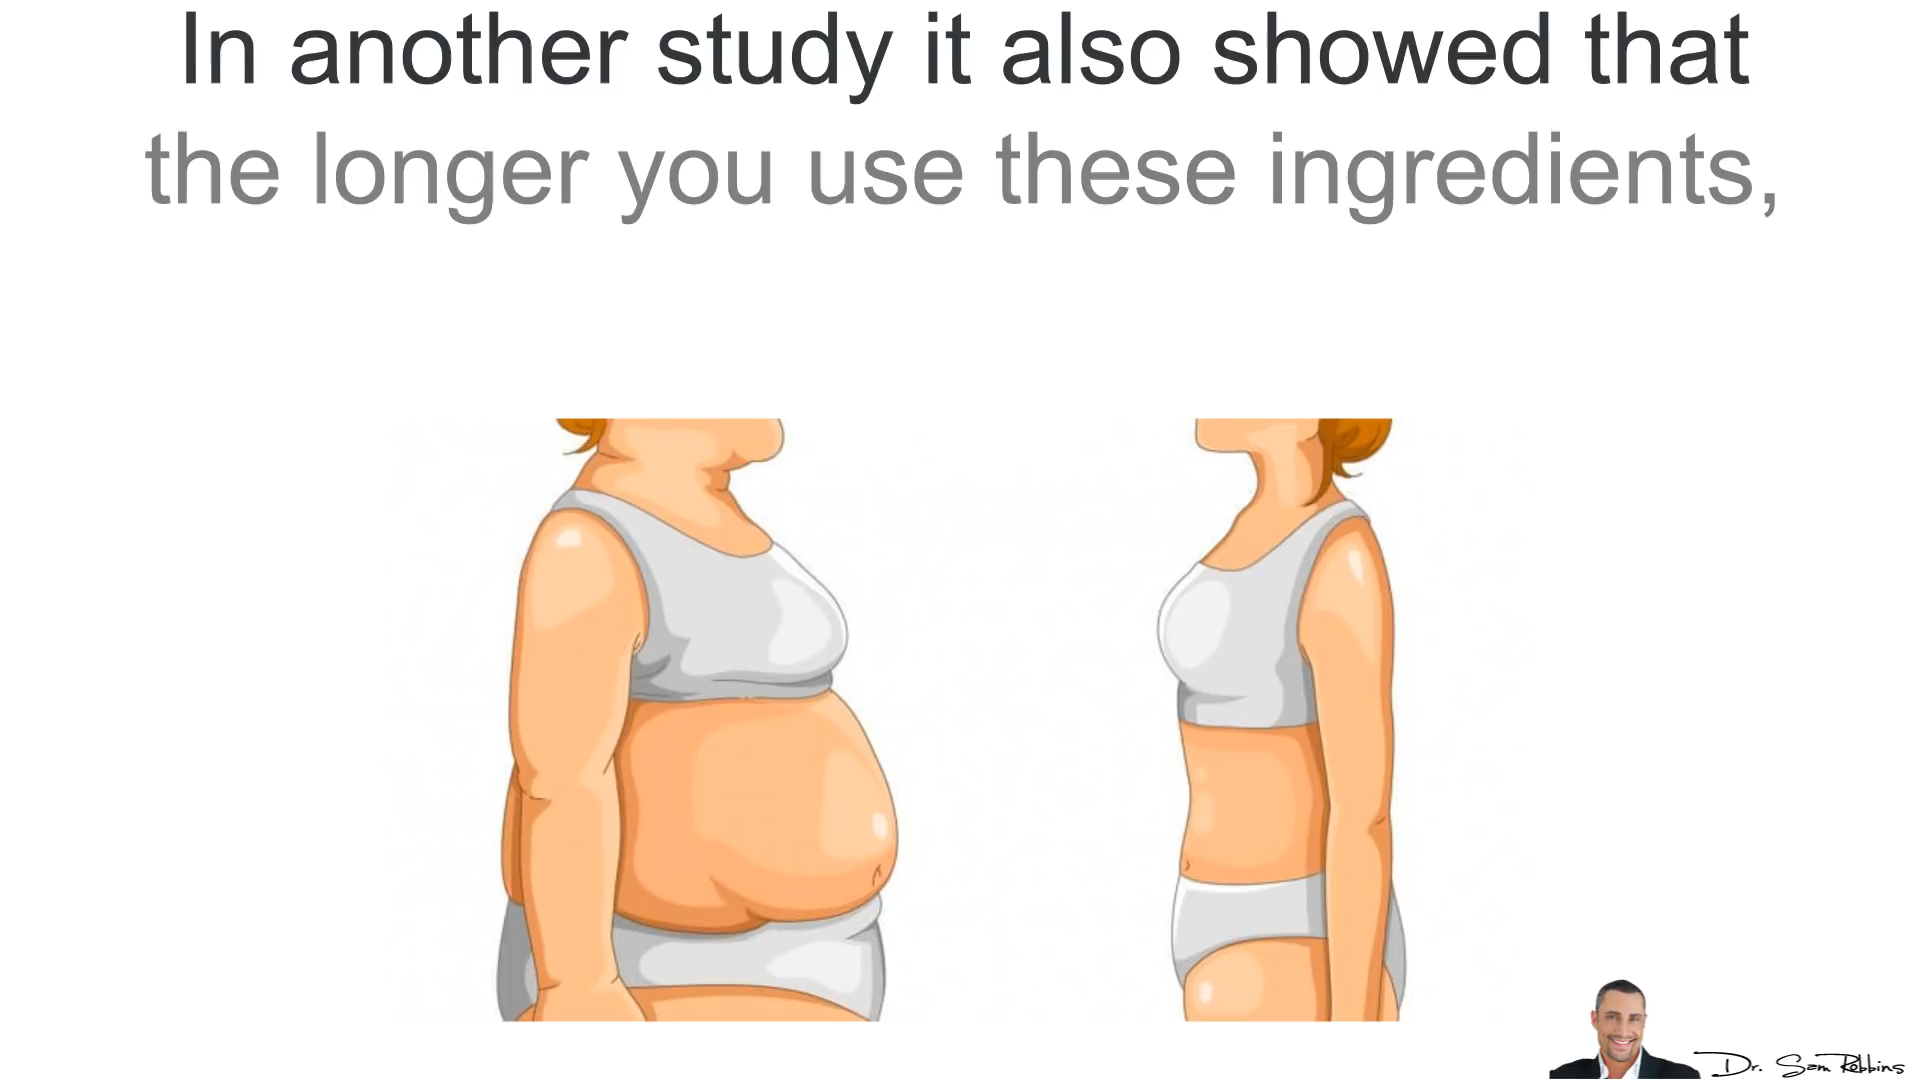 In another study it also showed that
the longer you use these ingredients,
Dr. Sam Robbins